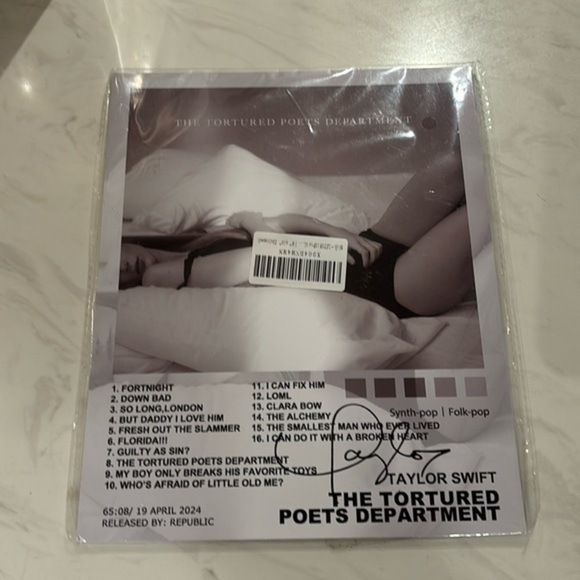 THE TORTURED POETS DEPARTMENT
1. FORTNIGHT
2. DOWN BAD
3. SO LONG,LONDON
4. BUT DADDY I LOVE HIM
5. FRESH OUT THE SLAMMER
6. FLORIDA!!!
7. GUILTY AS SIN?
8. THE TORTURED POETS DEPARTMENT
9. MY BOY ONLY BREAKS HIS FAVORITE TOYS
10. WHO'S AFRAID OF LITTLE OLD ME?
11. I CAN FIX HIM
12. LOML
13. CLARA BOW
14. THE ALCHEMY
15. THE SMALLEST MAN WHO EVER LIVED
16. I CAN DO IT WITH A BROKEN HEART
Synth-pop | Folk-pop
Taylor
TAYLOR SWIFT
THE TORTURED
POETS DEPARTMENT
65:08/ 19 APRIL 2024
RELEASED BY: REPUBLIC